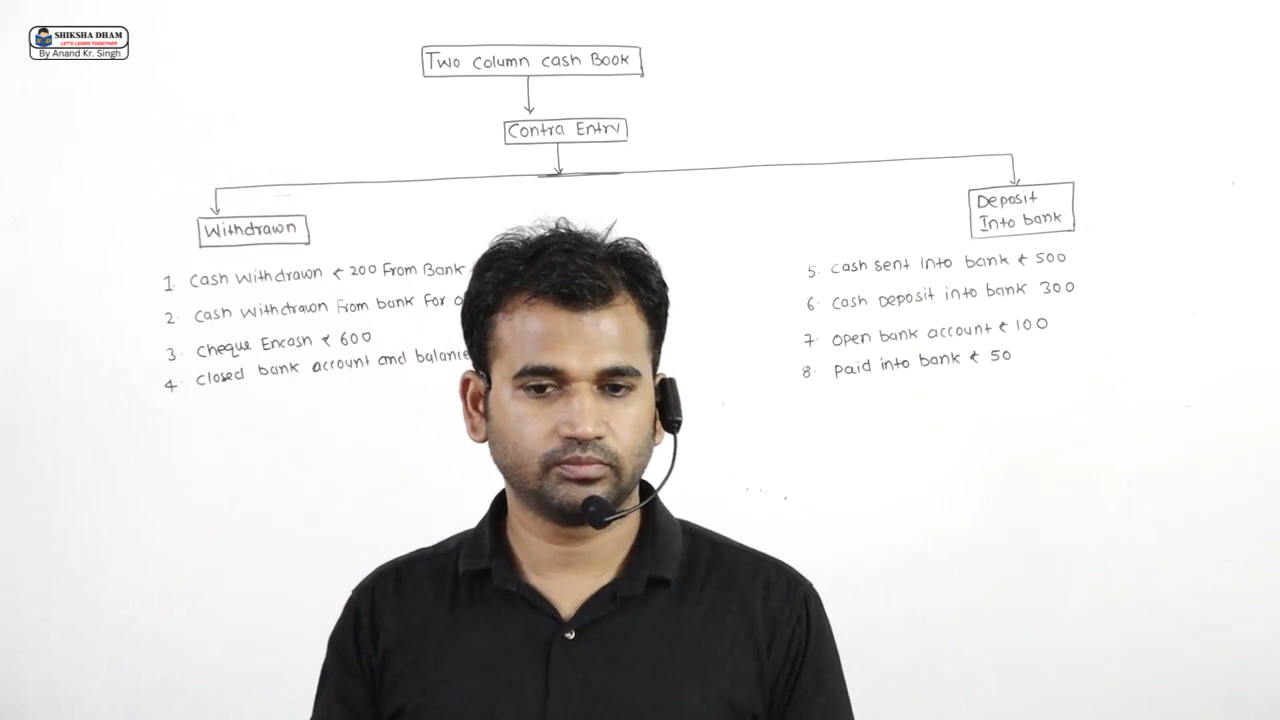 SHIKSHA DHAM
LET'S LEARN TOGETHER
By Anand Kr. Singh
Two column cash Book
Contra Entry
Withdrawn
Deposit
Into bank
1. Cash Withdrawn ₹ 200 From Bank
2. Cash Withdrawn From bank For
3. Cheque Encash ₹ 600
4. Closed bank account and balance
5. Cash sent into bank ₹ 500
6. Cash Deposit into bank 300
7. Open bank account ₹ 100
8. Paid into bank ₹ 50